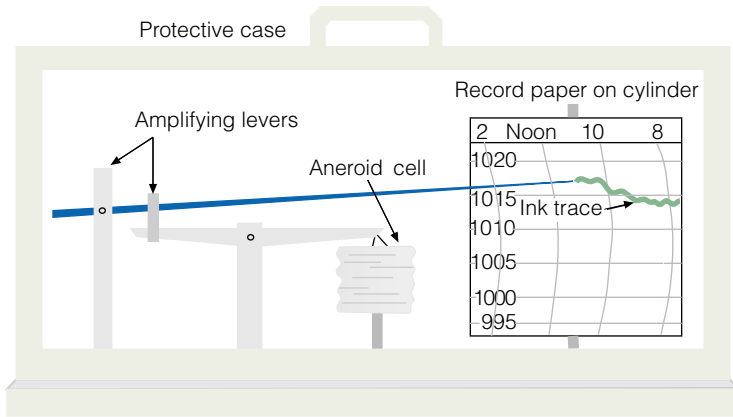 Protective case
Record paper on cylinder
Amplifying levers
2 Noon 10 8
Aneroid cell
1020
1015
Ink trace
1010
1005
1000
995